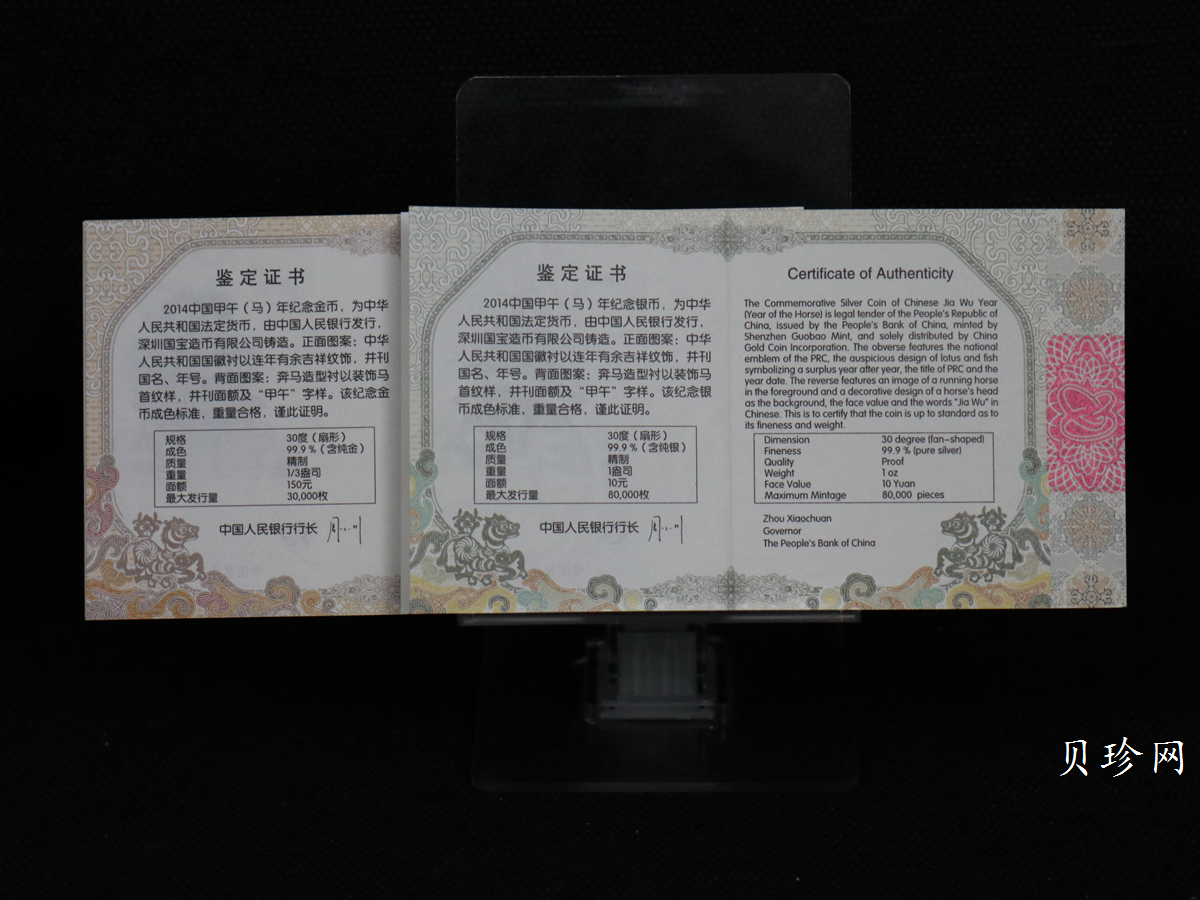 鉴定证书
2014中国甲午（马）年纪念金币，为中华
人民共和国法定货币，由中国人民银行发行，
深圳国宝造币有限公司铸造。正面图案：中华
人民共和国国徽衬以连年有余吉祥纹饰，并刊
国名、年号。背面图案：奔马造型衬以装饰马
首纹样，并刊面额及“甲午”字样。该纪念金
币成色标准，重量合格，谨此证明。
规格 30度（扇形）
成色 99.9％（含纯金）
质量 精制
重量 1/3盎司
面额 150元
最大发行量 30,000枚
中国人民银行行长
鉴定证书
2014中国甲午（马）年纪念银币，为中华
人民共和国法定货币，由中国人民银行发行，
深圳国宝造币有限公司铸造。正面图案：中华
人民共和国国徽衬以连年有余吉祥纹饰，并刊
国名、年号。背面图案：奔马造型衬以装饰马
首纹样，并刊面额及“甲午”字样。该纪念银
币成色标准，重量合格，谨此证明。
规格 30度（扇形）
成色 99.9％（含纯银）
质量 精制
重量 1盎司
面额 10元
最大发行量 80,000枚
中国人民银行行长
Certificate of Authenticity
The Commemorative Silver Coin of Chinese Jia Wu Year
(Year of the Horse) is legal tender of the People's Republic of
China, issued by the People's Bank of China, minted by
Shenzhen Guobao Mint, and solely distributed by China
Gold Coin Incorporation. The obverse features the national
emblem of the PRC, the auspicious design of lotus and fish
symbolizing a surplus year after year, the title of PRC and the
year date. The reverse features an image of a running horse
in the foreground and a decorative design of a horse's head
as the background, the face value and the words "Jia Wu" in
Chinese. This is to certify that the coin is up to standard as to
its fineness and weight.
Dimension 30 degree (fan-shaped)
Fineness 99.9 % (pure silver)
Quality Proof
Weight 1 oz
Face Value 10 Yuan
Maximum Mintage 80,000 pieces
Zhou Xiaochuan
Governor
The People's Bank of China
贝珍网